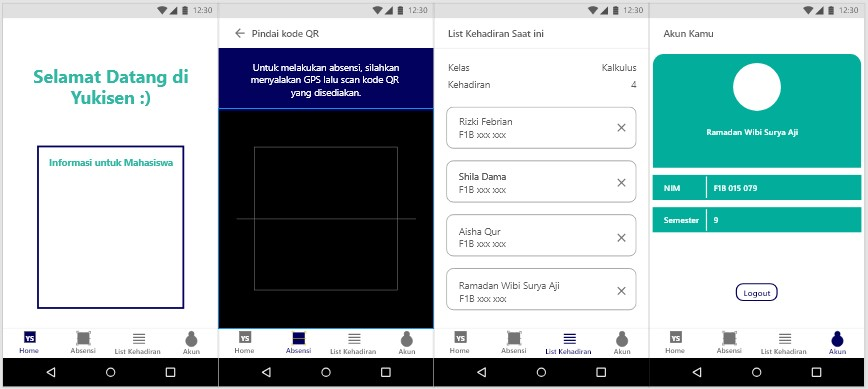 12:30
Selamat Datang di
Yukisen :)
Informasi untuk Mahasiswa
YS
Home
Absensi
List Kehadiran
Akun
12:30
Pindai kode QR
Untuk melakukan absensi, silahkan
menyalakan GPS lalu scan kode QR
yang disediakan.
YS
Home
Absensi
List Kehadiran
Akun
12:30
List Kehadiran Saat ini
Kelas Kalkulus
Kehadiran 4
Rizki Febrian
F1B xxx xxx
Shila Dama
F1B xxx xxx
Aisha Qur
F1B xxx xxx
Ramadan Wibi Surya Aji
F1B xxx xxx
YS
Home
Absensi
List Kehadiran
Akun
12:30
Akun Kamu
Ramadan Wibi Surya Aji
NIM F1B 015 079
Semester 9
Logout
YS
Home
Absensi
List Kehadiran
Akun